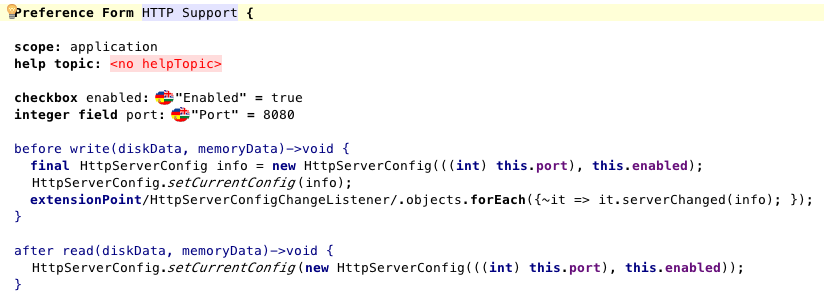 Preference Form HTTP Support {
scope: application
help topic: <no helpTopic>
checkbox enabled: "Enabled" = true
integer field port: "Port" = 8080
before write(diskData, memoryData)->void {
final HttpServerConfig info = new HttpServerConfig(((int) this.port), this.enabled);
HttpServerConfig.setCurrentConfig(info);
extensionPoint/HttpServerConfigChangeListener/.objects.forEach({~it => it.serverChanged(info); });
}
after read(diskData, memoryData)->void {
HttpServerConfig.setCurrentConfig(new HttpServerConfig(((int) this.port), this.enabled));
}